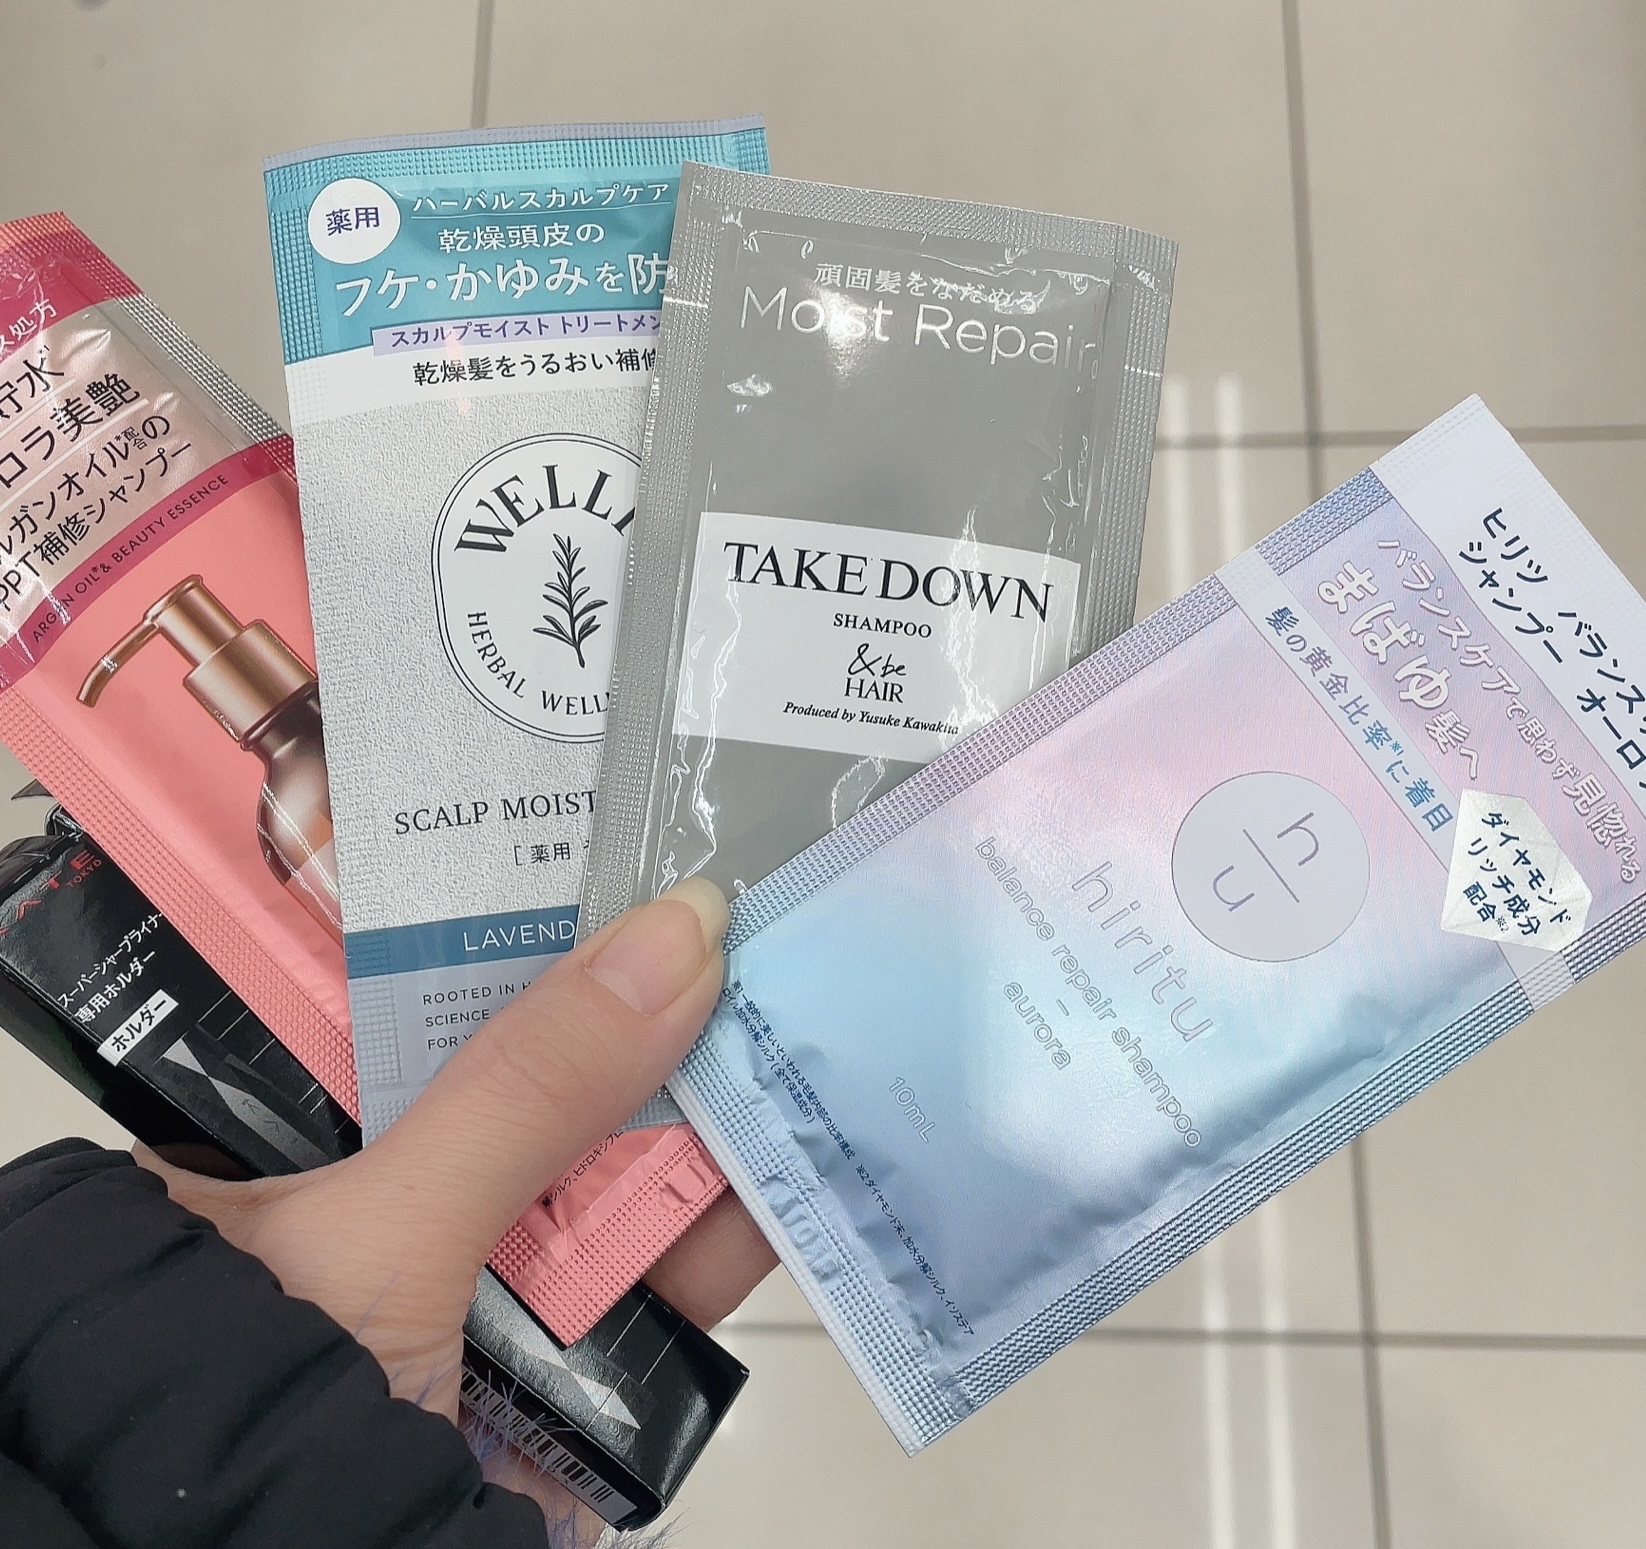 ス処方
貯水
ロラ美艶
ルガンオイル*配合の
PPT補修シャンプー
ARGAN OIL* & BEAUTY ESSENCE
薬用
ハーバルスカルプケア
乾燥頭皮の
フケ・かゆみを防
スカルプモイスト トリートメン
乾燥髪をうるおい補修
WELL
HERBAL WELL
SCALP MOIST
[薬用
LAVEND
ROOTED IN H
SCIENCE
FOR
頑固髪をなだめる
Moist Repair
TAKE DOWN
SHAMPOO
&be
HAIR
Produced by Yusuke Kawakita
ヒリツ バランス
シャンプー オーロ
バランスケアで思わず見惚れる
まばゆ髪へ
髪の黄金比率※1に着目
ダイヤモンド
リッチ成分
配合※2
h
u
hiritu
balance repair shampoo
–
aurora
10mL
スーパーシャープライナー
専用ホルダー
ホルダー
TOKYO